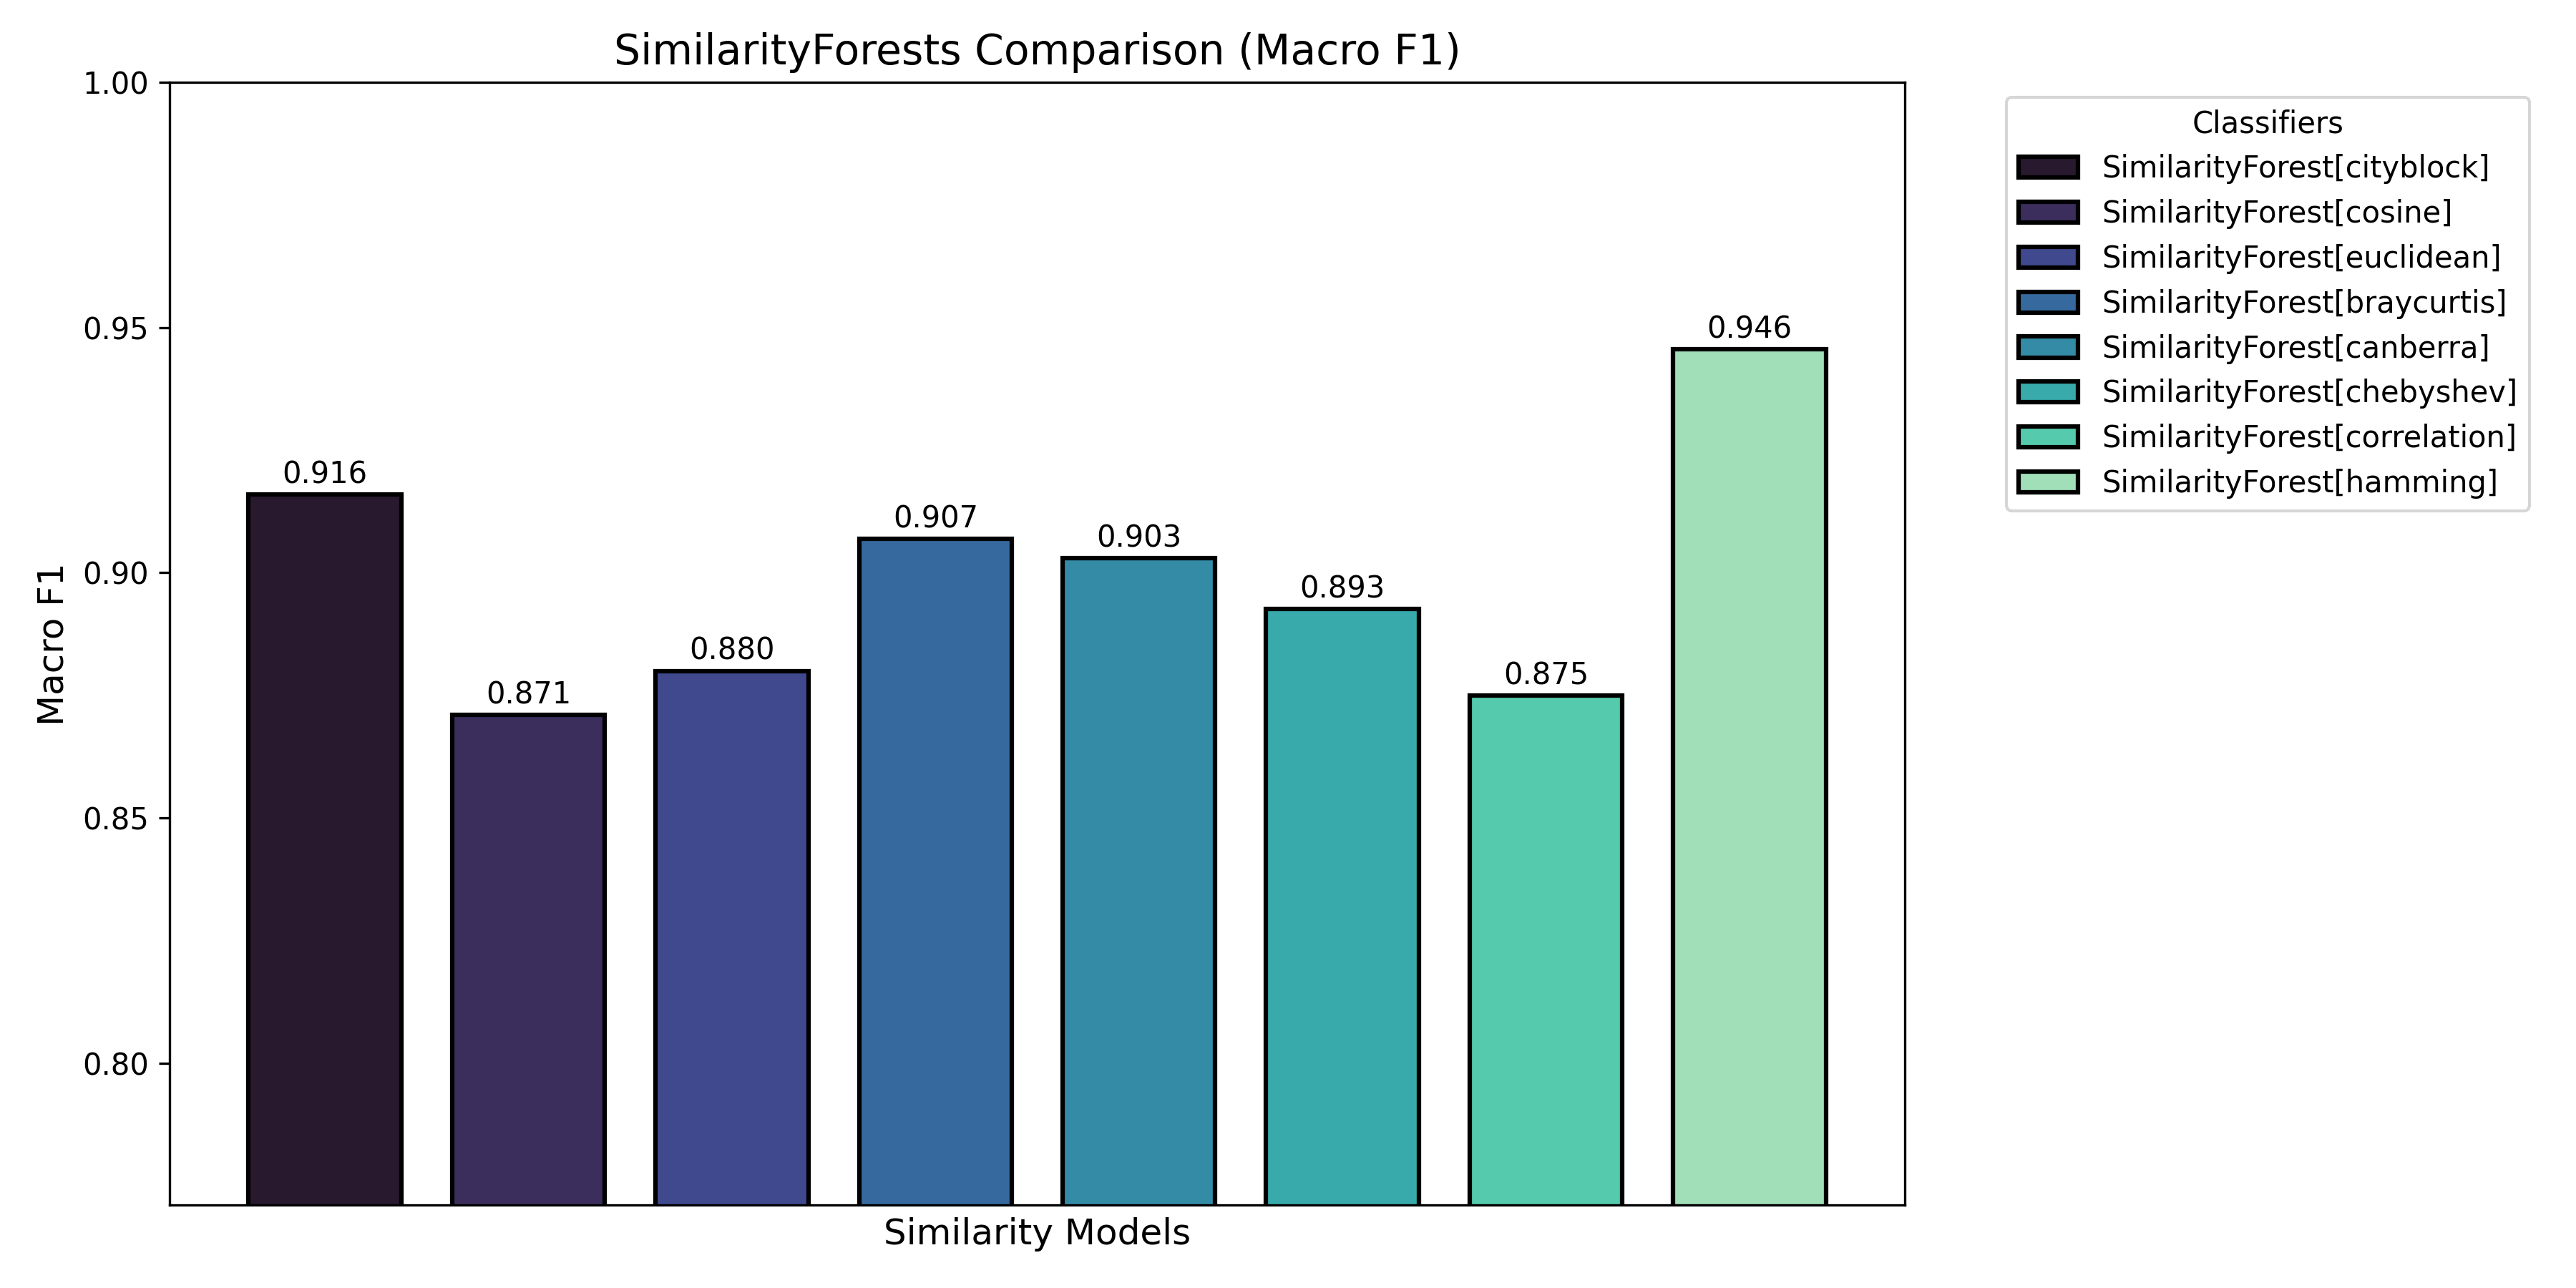 SimilarityForests Comparison (Macro F1)
Macro F1
1.00
0.95
0.90
0.85
0.80
0.916
0.871
0.880
0.907
0.903
0.893
0.875
0.946
Similarity Models
Classifiers
SimilarityForest[cityblock]
SimilarityForest[cosine]
SimilarityForest[euclidean]
SimilarityForest[braycurtis]
SimilarityForest[canberra]
SimilarityForest[chebyshev]
SimilarityForest[correlation]
SimilarityForest[hamming]